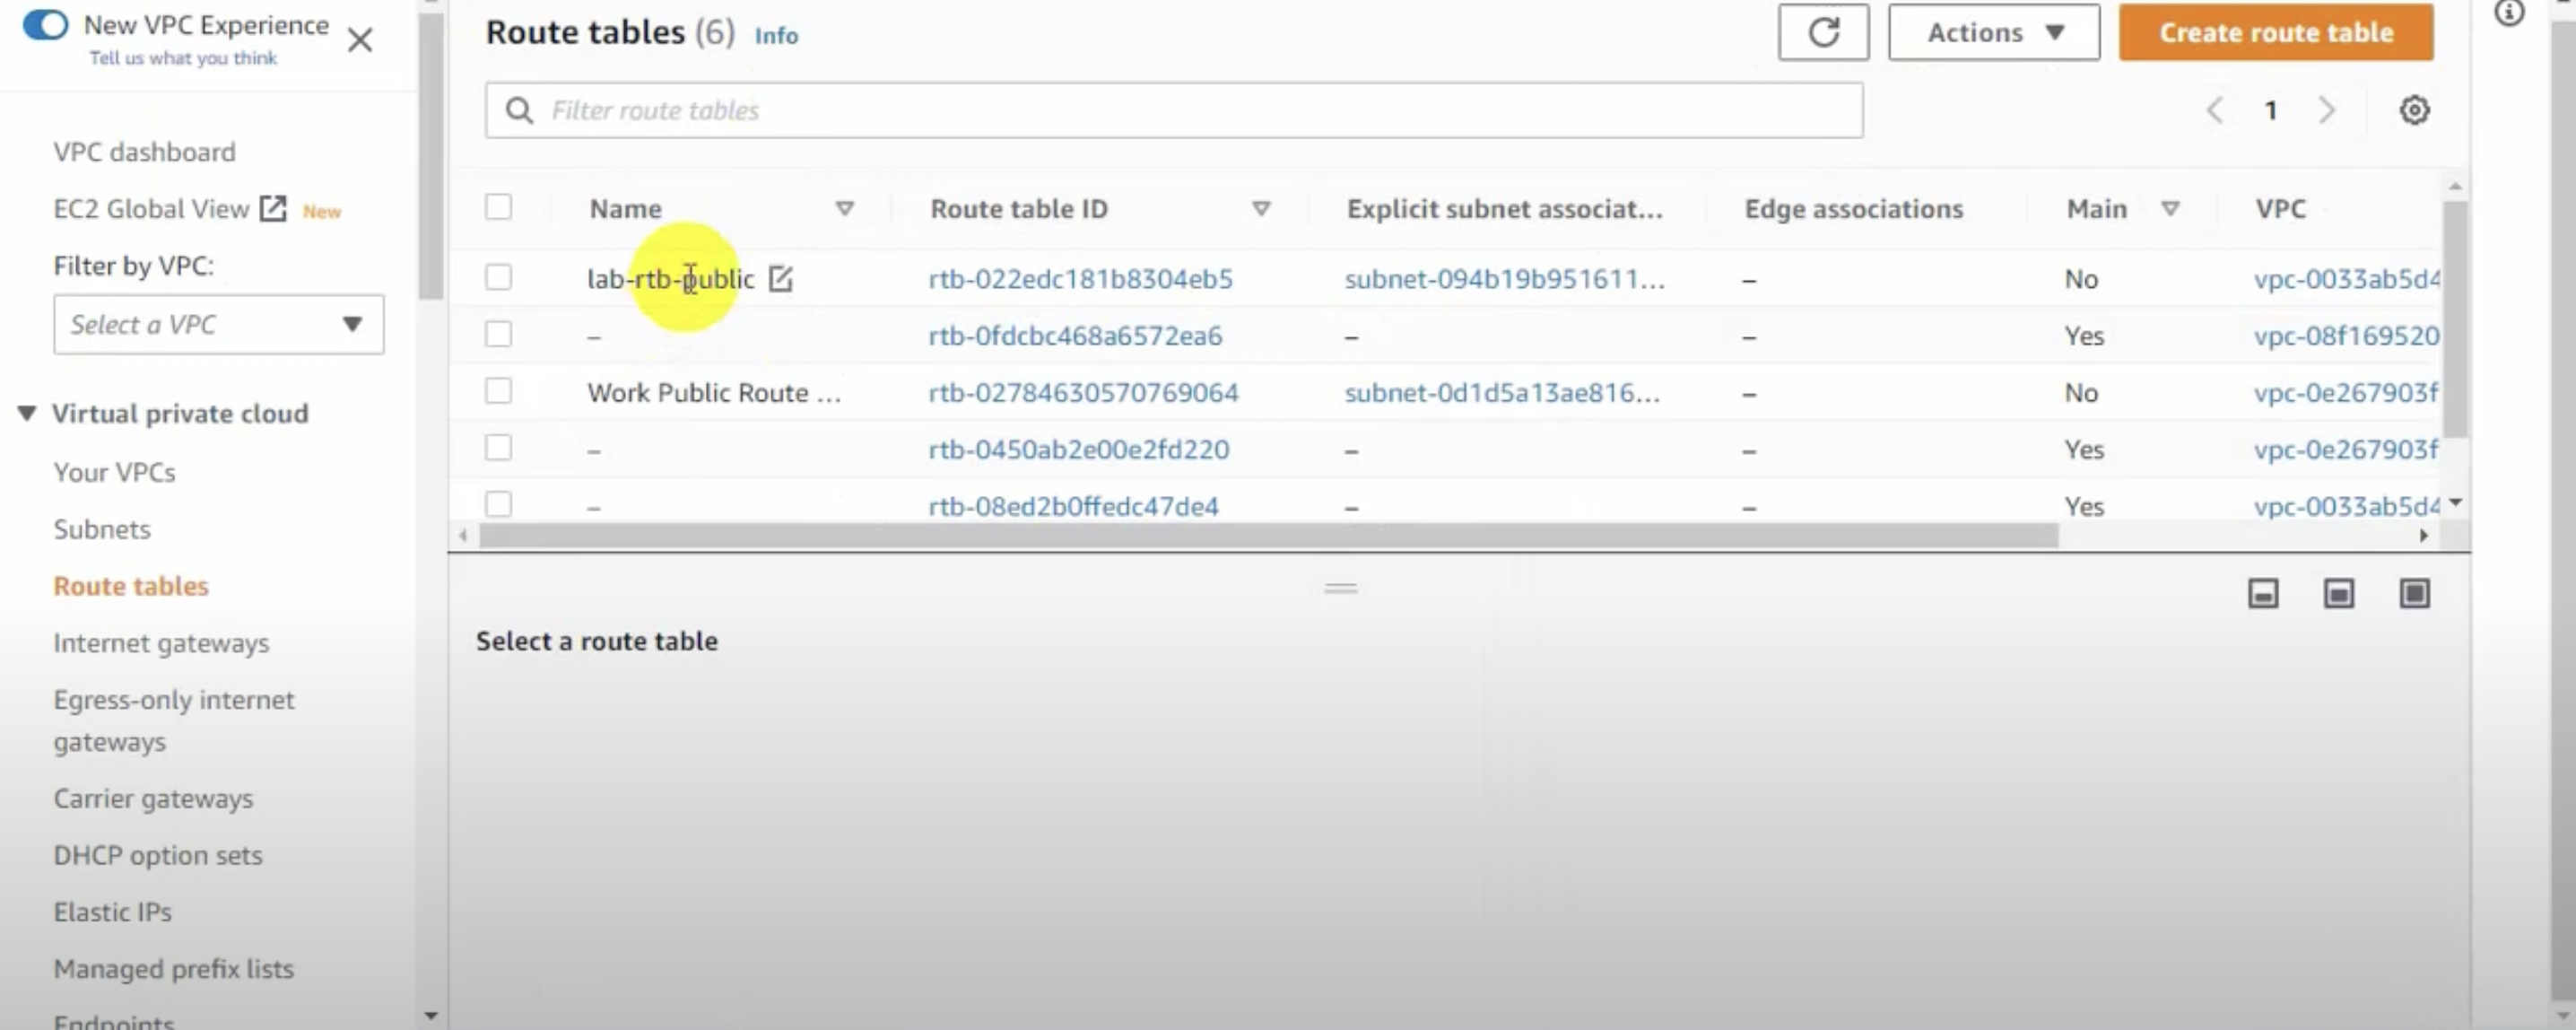 New VPC Experience
Tell us what you think
VPC dashboard
EC2 Global View New
Filter by VPC:
Select a VPC
Virtual private cloud
Your VPCs
Subnets
Route tables
Internet gateways
Egress-only internet
gateways
Carrier gateways
DHCP option sets
Elastic IPs
Managed prefix lists
Endpoints
Route tables (6) Info
Actions
Create route table
Filter route tables
1
Name Route table ID Explicit subnet associat... Edge associations Main VPC
lab-rtb-public rtb-022edc181b8304eb5 subnet-094b19b951611... – No vpc-0033ab5d4
– rtb-0fdcbc468a6572ea6 – – Yes vpc-08f169520
Work Public Route ... rtb-02784630570769064 subnet-0d1d5a13ae816... – No vpc-0e267903f
– rtb-0450ab2e00e2fd220 – – Yes vpc-0e267903f
– rtb-08ed2b0ffedc47de4 – – Yes vpc-0033ab5d4
Select a route table